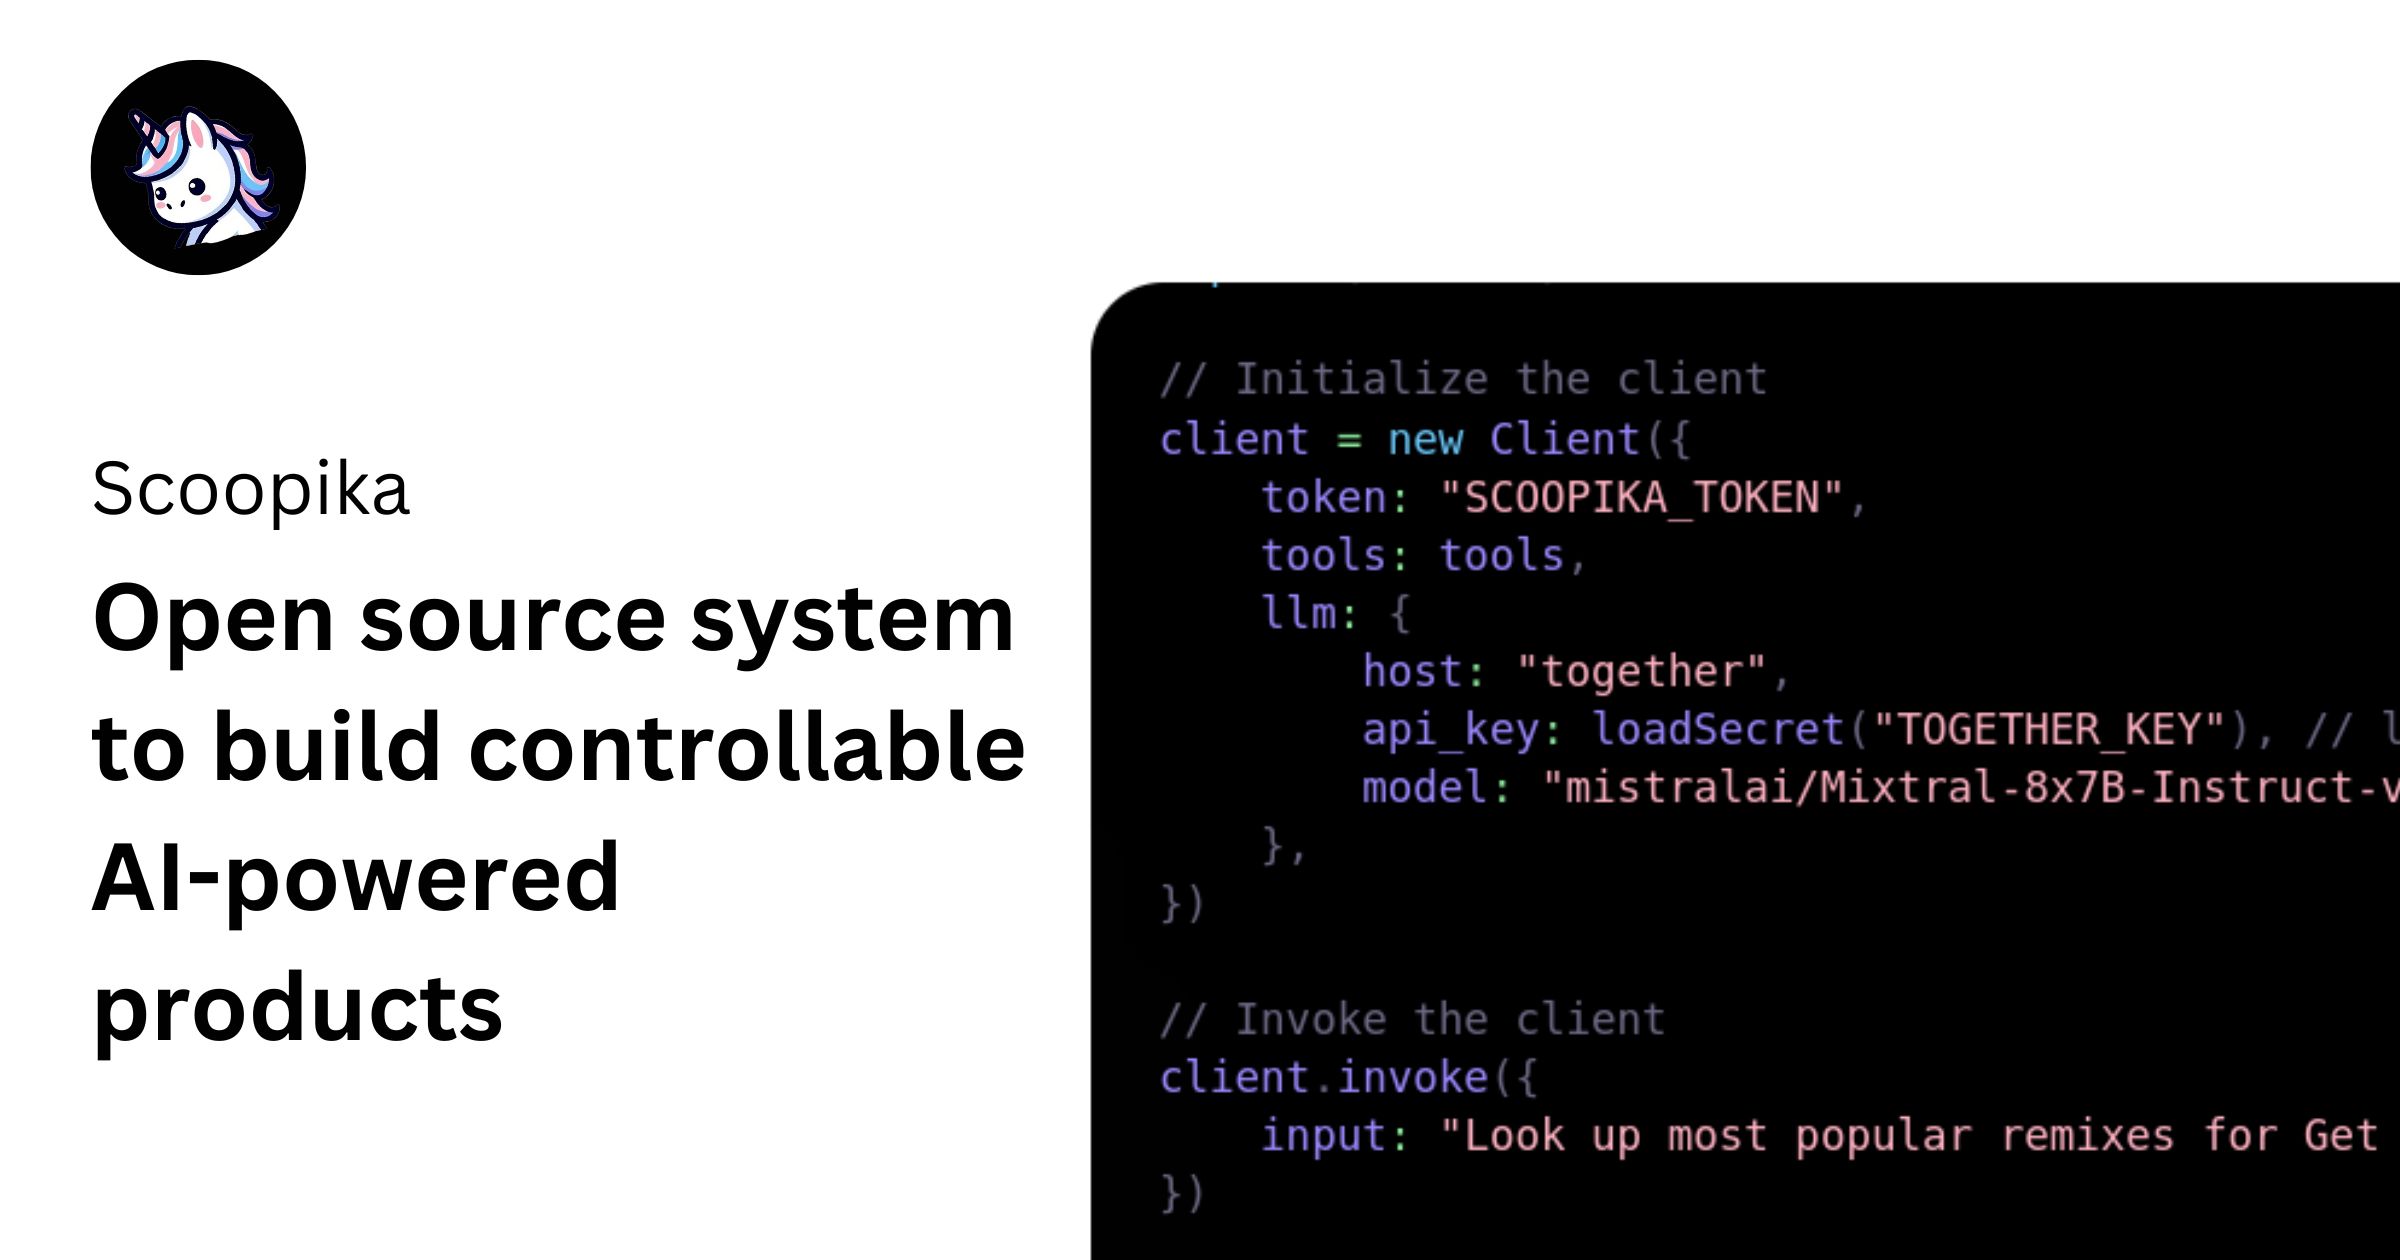 Scoopika
Open source system
to build controllable
AI-powered
products
// Initialize the client
client = new Client({
    token: "SCOOPIKA_TOKEN",
    tools: tools,
    llm: {
        host: "together",
        api_key: loadSecret("TOGETHER_KEY"), //
        model: "mistralai/Mixtral-8x7B-Instruct-v
    },
})
// Invoke the client
client.invoke({
    input: "Look up most popular remixes for Get
})